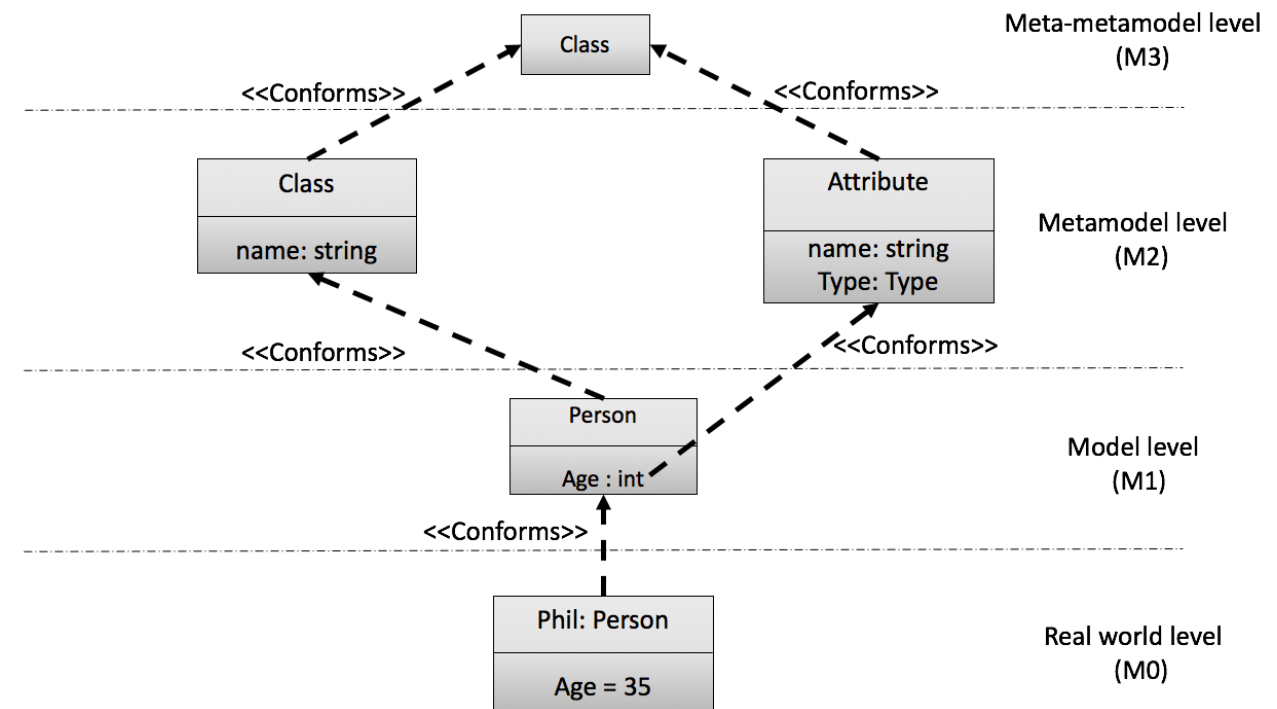 Class
Meta-metamodel level
(M3)
<<Conforms>>
<<Conforms>>
Class
name: string
Attribute
name: string
Type: Type
Metamodel level
(M2)
<<Conforms>>
<<Conforms>>
Person
Age : int
Model level
(M1)
<<Conforms>>
Phil: Person
Age = 35
Real world level
(M0)